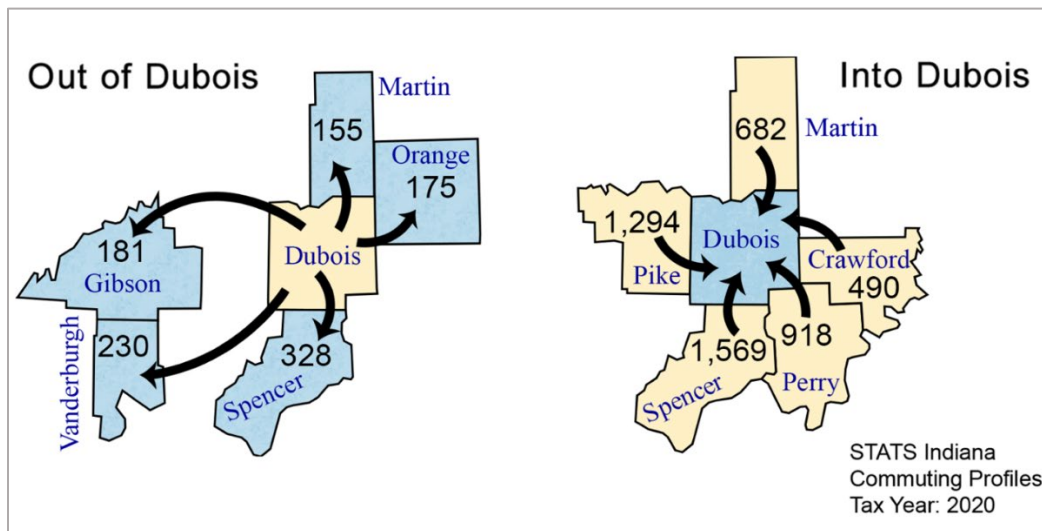 Out of Dubois
Martin
155
Orange
175
181
Gibson
Dubois
Vanderburgh
230
328
Spencer
Into Dubois
682
Martin
1,294
Dubois
Pike
Crawford
490
1,569
918
Spencer
Perry
STATS Indiana
Commuting Profiles
Tax Year: 2020